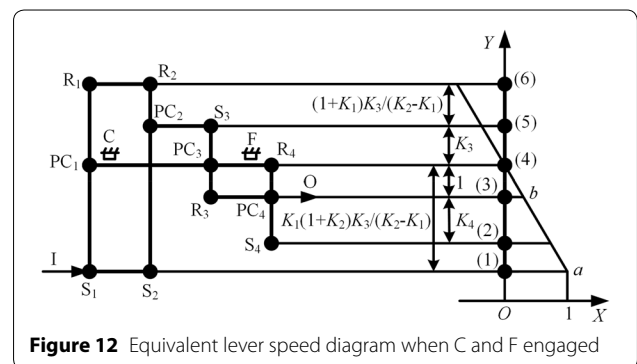 Y
R₁ R₂ (6)
(1+K₁)K₃/(K₂-K₁)
PC₂ S₃ (5)
C F K₃
PC₁ PC₃ R₄ (4)
O 1 (3) b
R₃ PC₄ K₁(1+K₂)K₃/(K₂-K₁) K₄
S₄ (2)
I (1) a
S₁ S₂
O 1 X
Figure 12 Equivalent lever speed diagram when C and F engaged